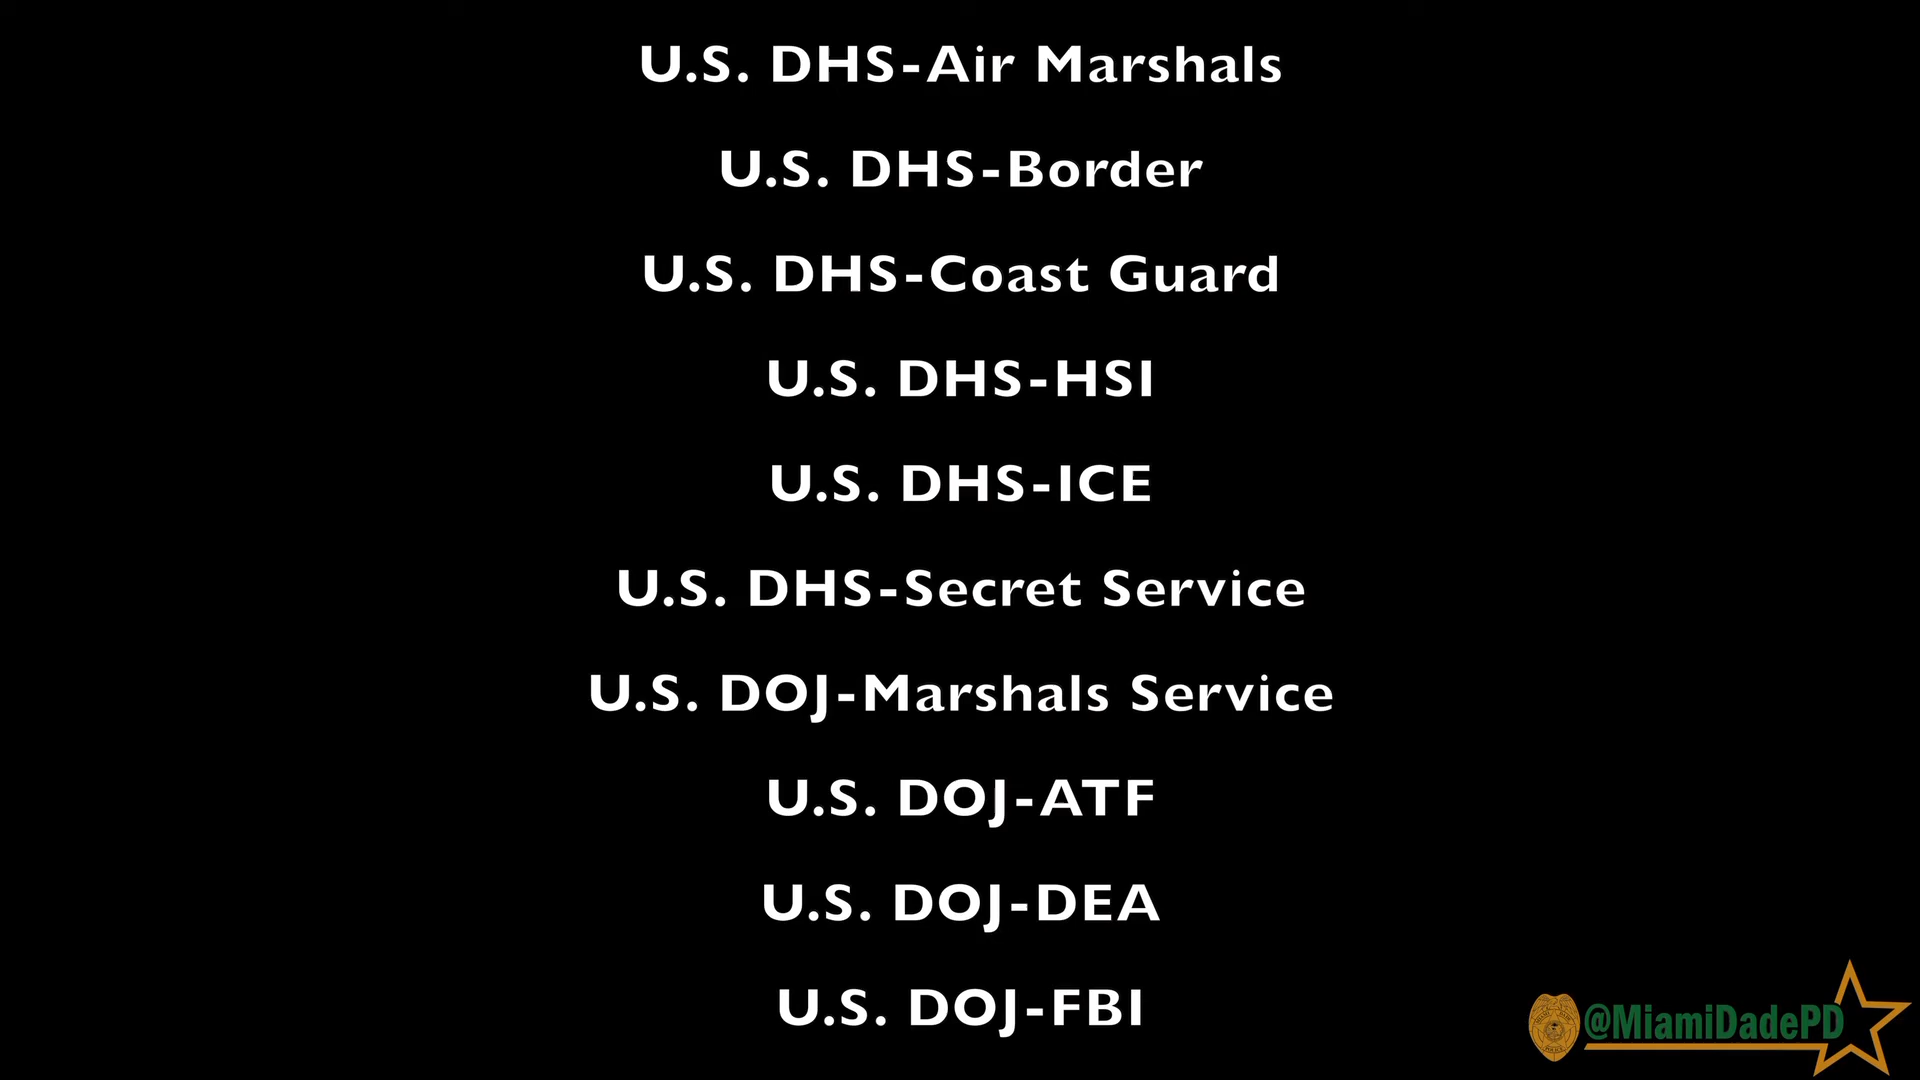 U.S. DHS-Air Marshals
U.S. DHS-Border
U.S. DHS-Coast Guard
U.S. DHS-HSI
U.S. DHS-ICE
U.S. DHS-Secret Service
U.S. DOJ-Marshals Service
U.S. DOJ-ATF
U.S. DOJ-DEA
U.S. DOJ-FBI
@MiamiDadePD